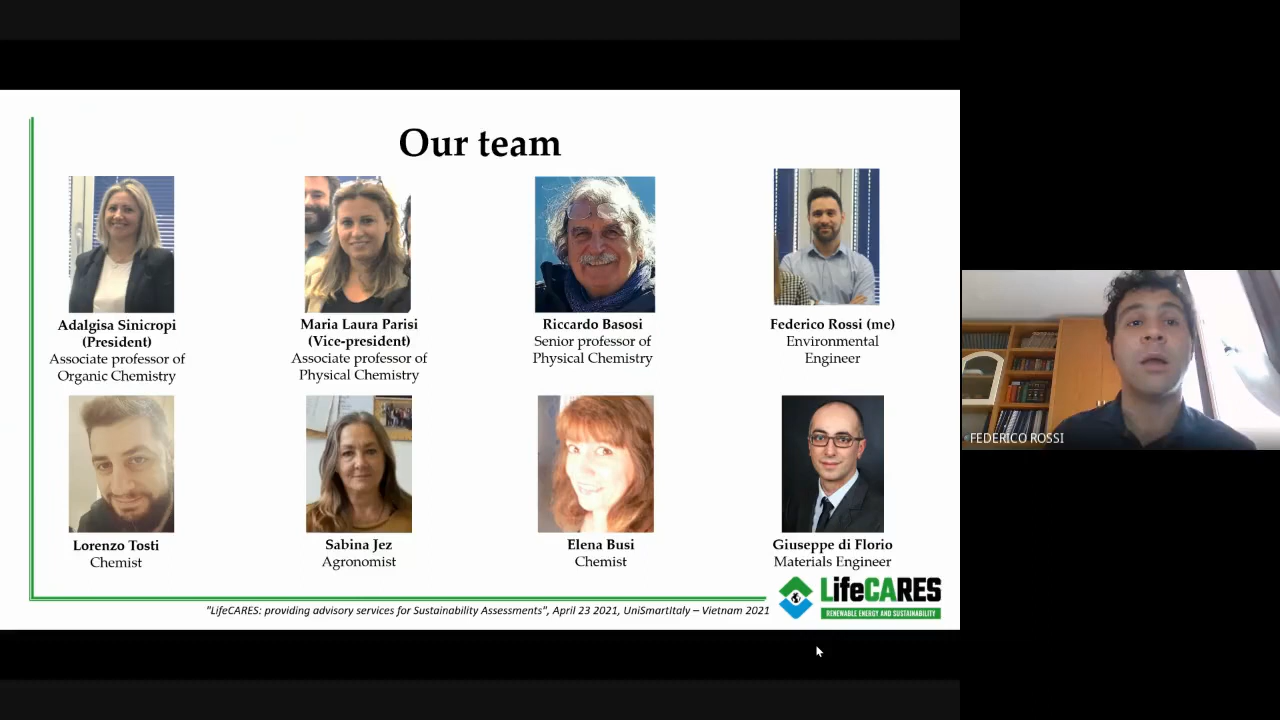 Our team
Adalgisa Sinicropi
(President)
Associate professor of
Organic Chemistry
Maria Laura Parisi
(Vice-president)
Associate professor of
Physical Chemistry
Riccardo Basosi
Senior professor of
Physical Chemistry
Federico Rossi (me)
Environmental
Engineer
Lorenzo Tosti
Chemist
Sabina Jez
Agronomist
Elena Busi
Chemist
Giuseppe di Florio
Materials Engineer
LifeCARES
RENEWABLE ENERGY AND SUSTAINABILITY
"LifeCARES: providing advisory services for Sustainability Assessments", April 23 2021, UniSmartItaly – Vietnam 2021
FEDERICO ROSSI